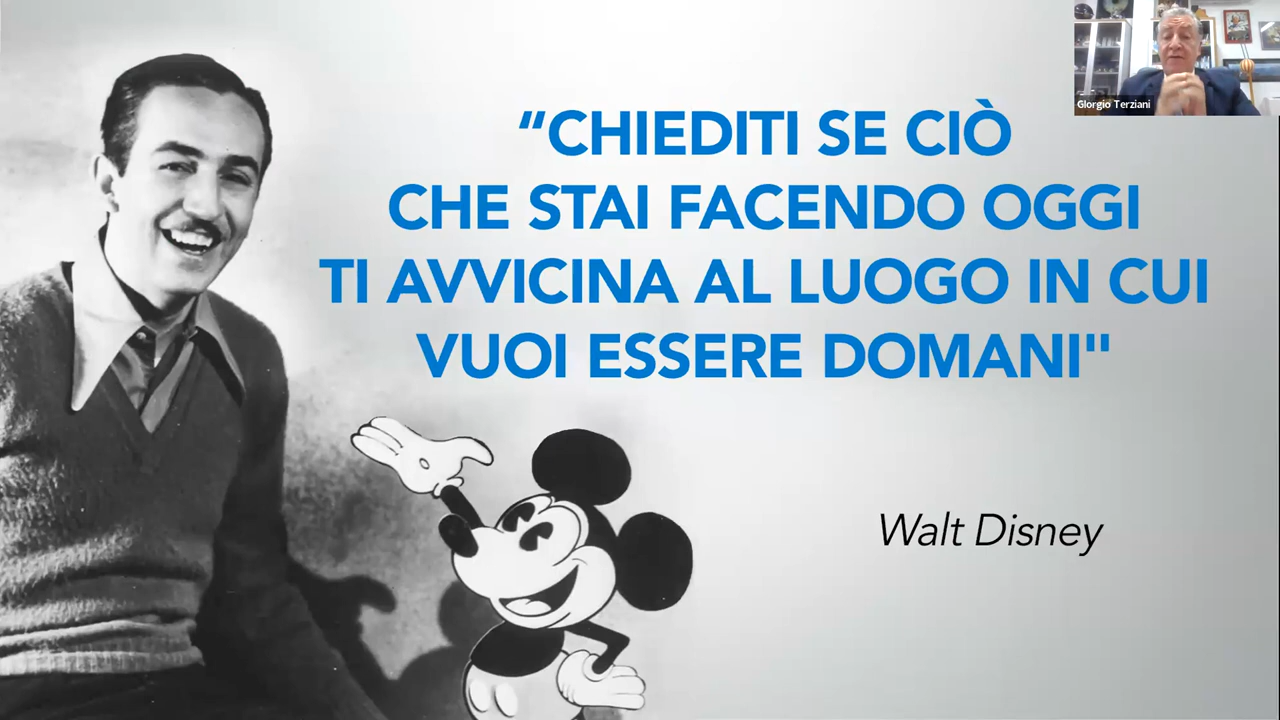 “CHIEDITI SE CIÒ
CHE STAI FACENDO OGGI
TI AVVICINA AL LUOGO IN CUI
VUOI ESSERE DOMANI"
Walt Disney
GIorgio Terziani